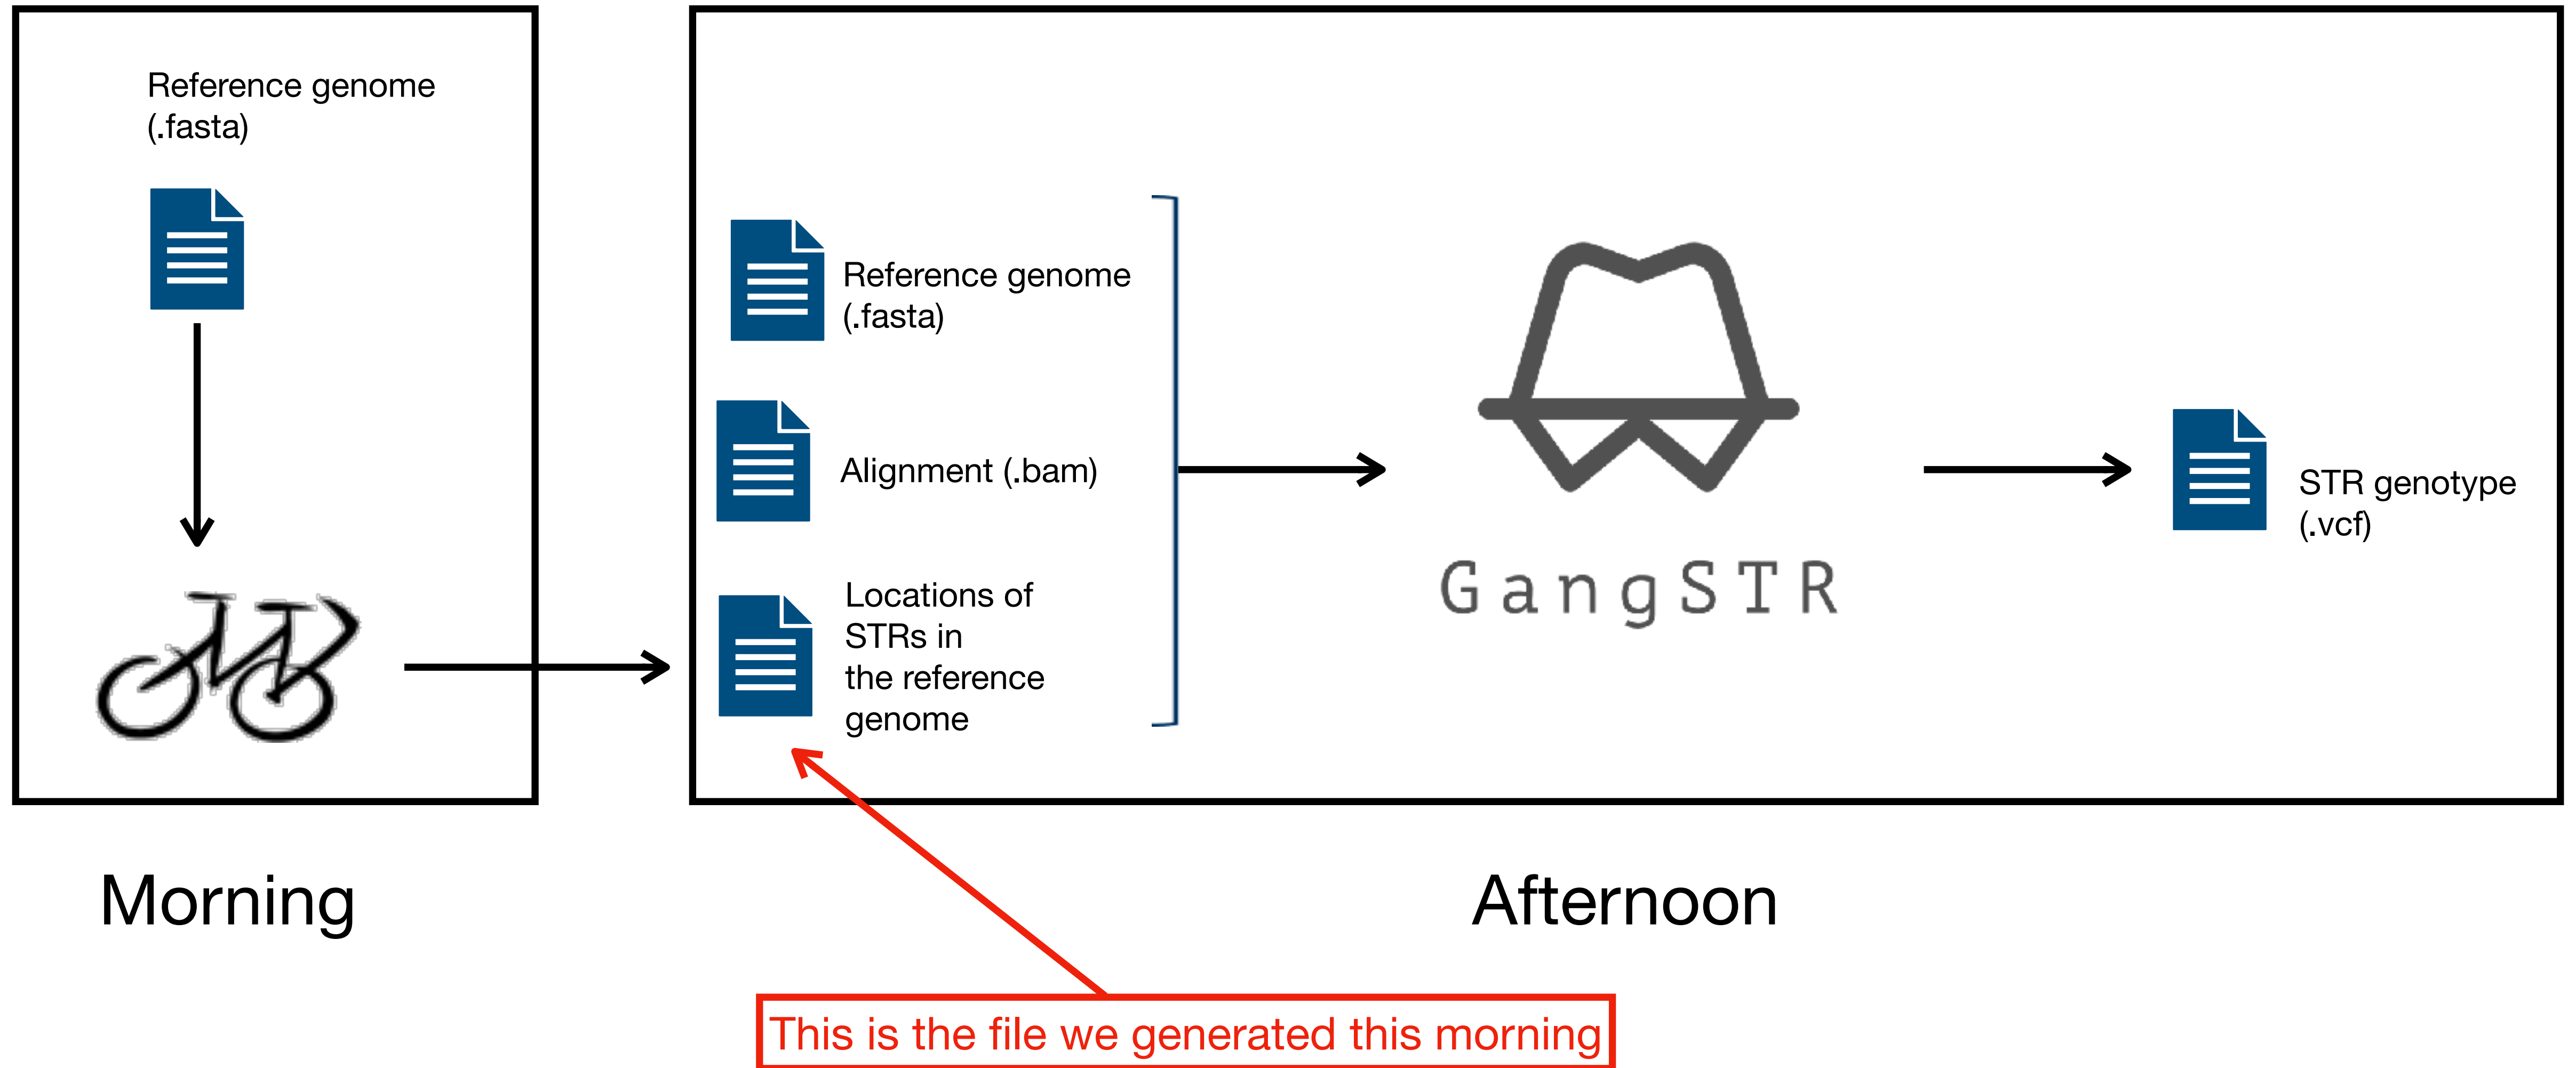 Reference genome
(.fasta)
Reference genome
(.fasta)
Alignment (.bam)
Locations of
STRs in
the reference
genome
GangSTR
STR genotype
(.vcf)
Morning
Afternoon
This is the file we generated this morning